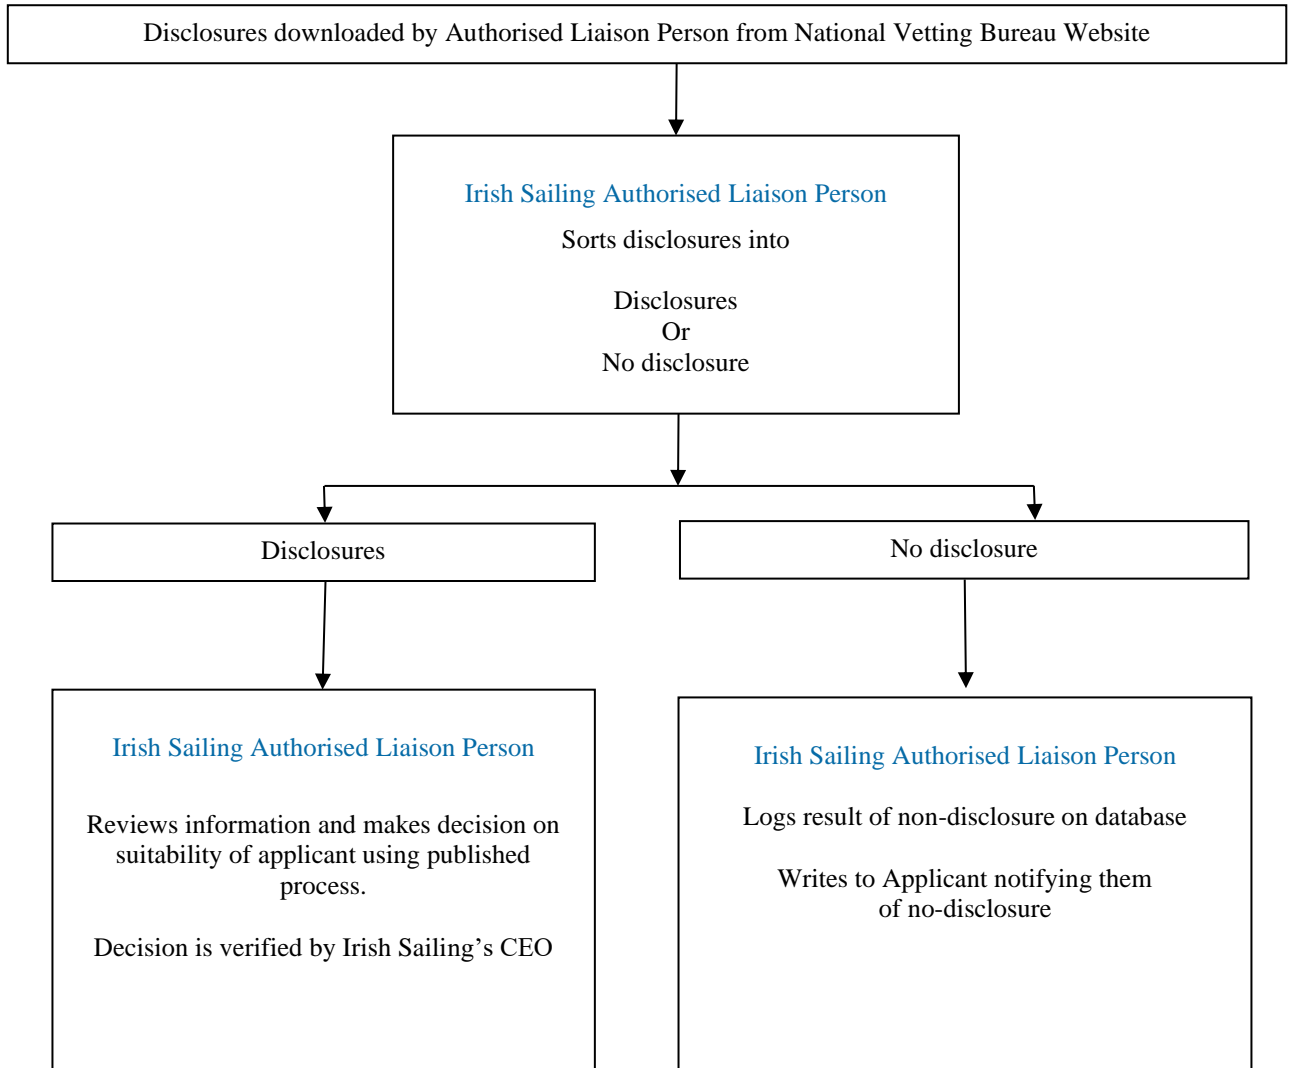 Disclosures downloaded by Authorised Liaison Person from National Vetting Bureau Website
Irish Sailing Authorised Liaison Person
Sorts disclosures into
Disclosures
Or
No disclosure
Disclosures
No disclosure
Irish Sailing Authorised Liaison Person
Reviews information and makes decision on
suitability of applicant using published
process.
Decision is verified by Irish Sailing’s CEO
Irish Sailing Authorised Liaison Person
Logs result of non-disclosure on database
Writes to Applicant notifying them
of no-disclosure